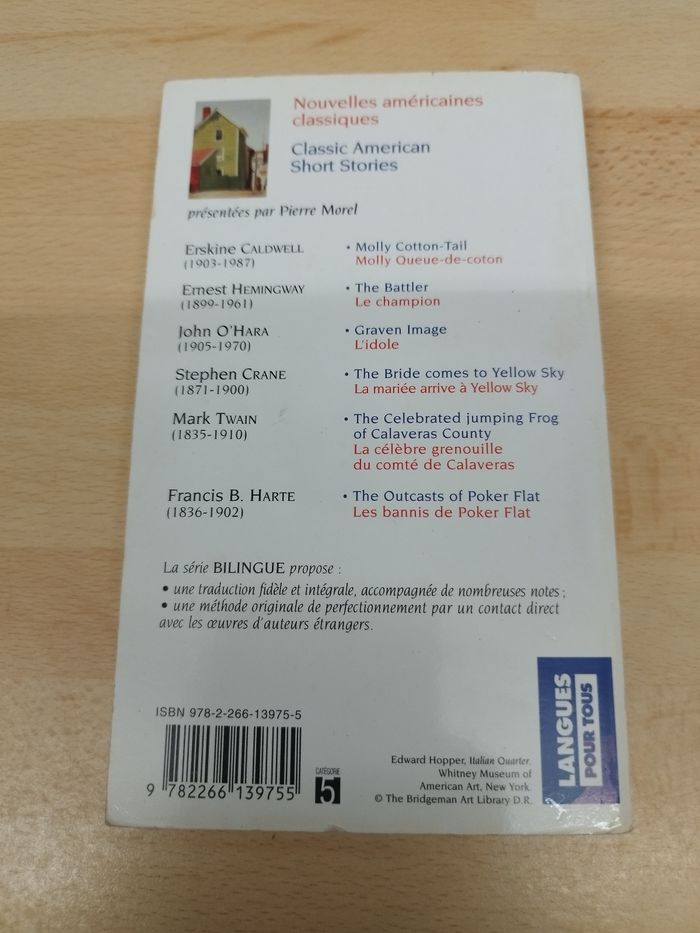 Nouvelles américaines
classiques
Classic American
Short Stories
présentées par Pierre Morel
Erskine CALDWELL
(1903-1987)
• Molly Cotton-Tail
Molly Queue-de-coton
Ernest HEMINGWAY
(1899-1961)
• The Battler
Le champion
John O'HARA
(1905-1970)
• Graven Image
L'idole
Stephen CRANE
(1871-1900)
• The Bride comes to Yellow Sky
La mariée arrive à Yellow Sky
Mark TWAIN
(1835-1910)
• The Celebrated jumping Frog
of Calaveras County
La célèbre grenouille
du comté de Calaveras
Francis B. HARTE
(1836-1902)
• The Outcasts of Poker Flat
Les bannis de Poker Flat
La série BILINGUE propose :
• une traduction fidèle et intégrale, accompagnée de nombreuses notes ;
• une méthode originale de perfectionnement par un contact direct
avec les œuvres d'auteurs étrangers.
ISBN 978-2-266-13975-5
9 782266 139755
CATÉGORIE
5
Edward Hopper, Italian Quarter.
Whitney Museum of
American Art, New York.
© The Bridgeman Art Library D.R.
LANGUES
POUR TOUS